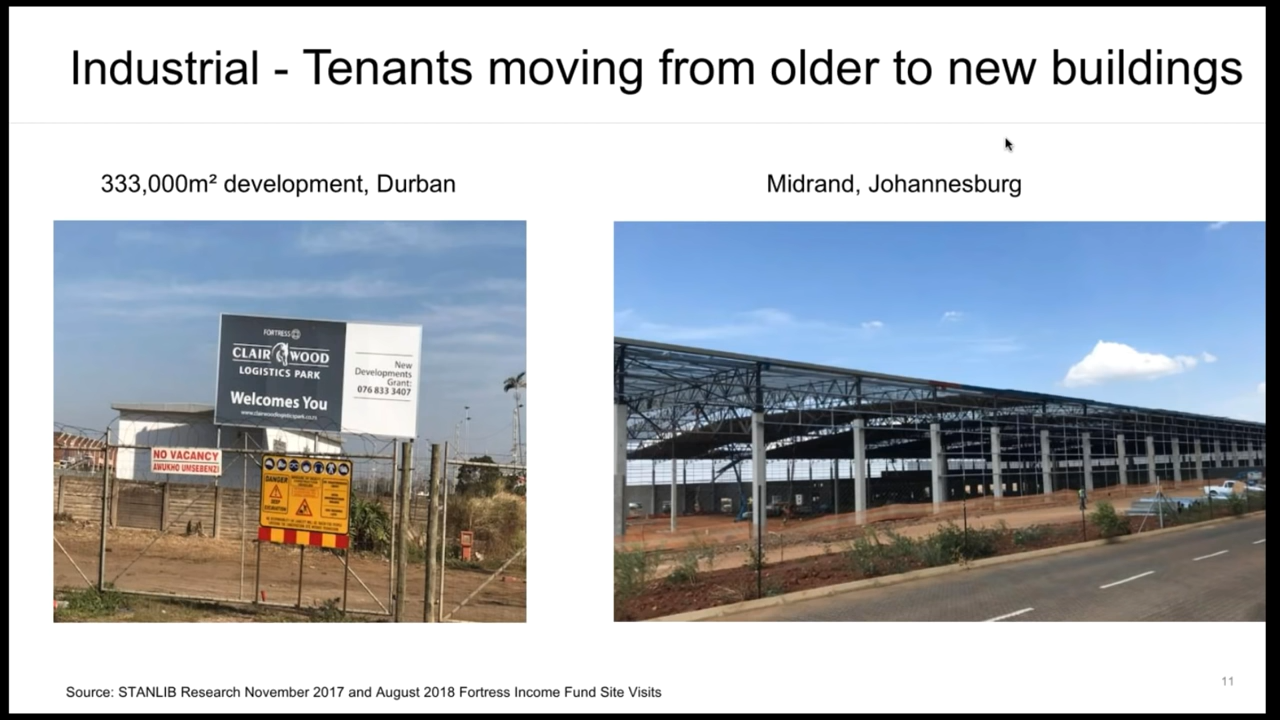 Industrial - Tenants moving from older to new buildings
333,000m² development, Durban
Midrand, Johannesburg
FORTRESS
CLAIRWOOD
LOGISTICS PARK
Welcomes You
www.clairwoodlogisticspark.co.za
New
Developments
Grant:
076 833 3407
NO VACANCY
AWUKHO UMSEBENZI
DANGER
DEEP
EXCAVATION
Source: STANLIB Research November 2017 and August 2018 Fortress Income Fund Site Visits
11